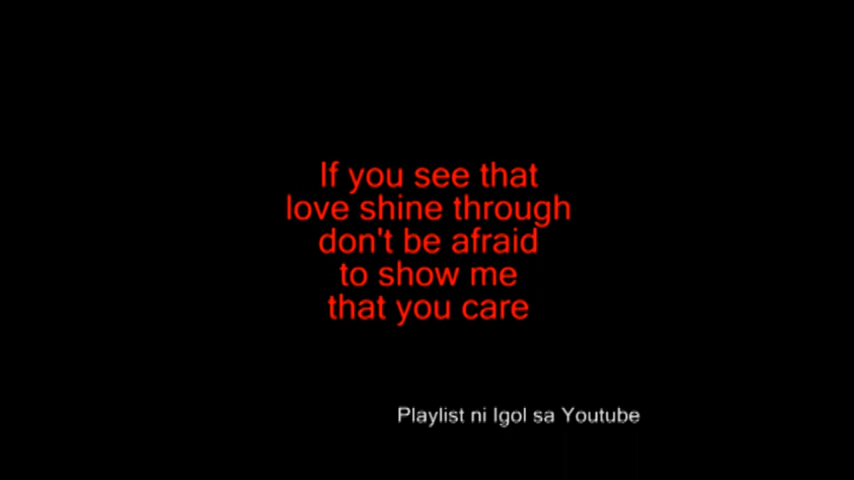 If you see that
love shine through
don't be afraid
to show me
that you care
Playlist ni Igol sa Youtube